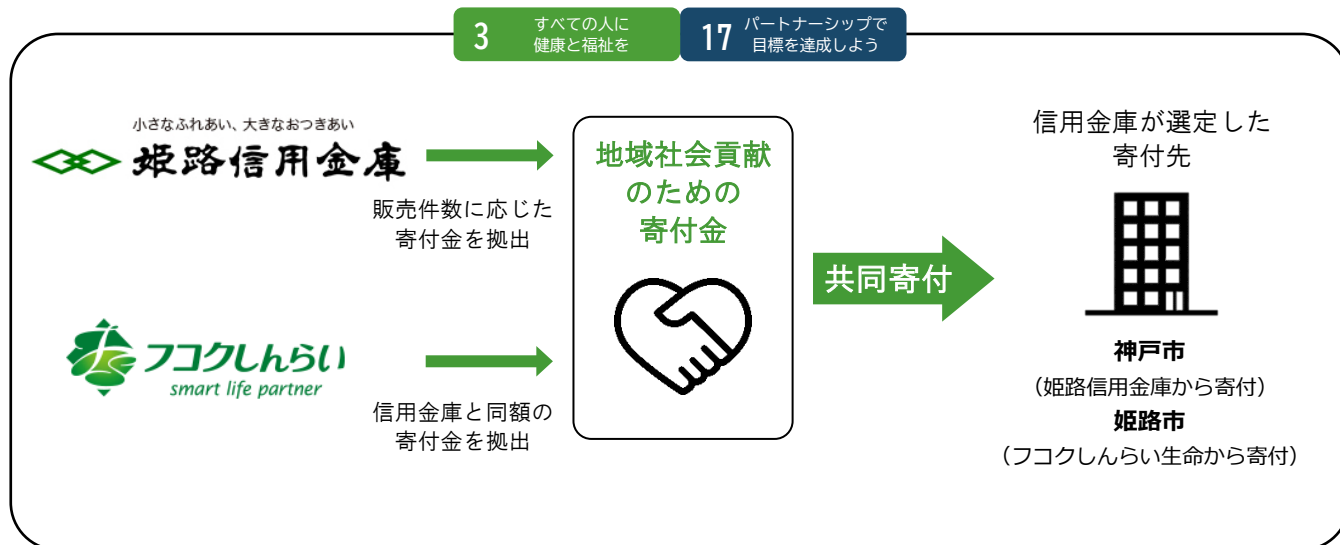 3
すべての人に
健康と福祉を
17
パートナーシップで
目標を達成しよう
小さなふれあい、大きなおつきあい
姫路信用金庫
販売件数に応じた
寄付金を拠出
フコクしんらい
smart life partner
信用金庫と同額の
寄付金を拠出
地域社会貢献
のための
寄付金
共同寄付
信用金庫が選定した
寄付先
神戸市
（姫路信用金庫から寄付）
姫路市
（フコクしんらい生命から寄付）